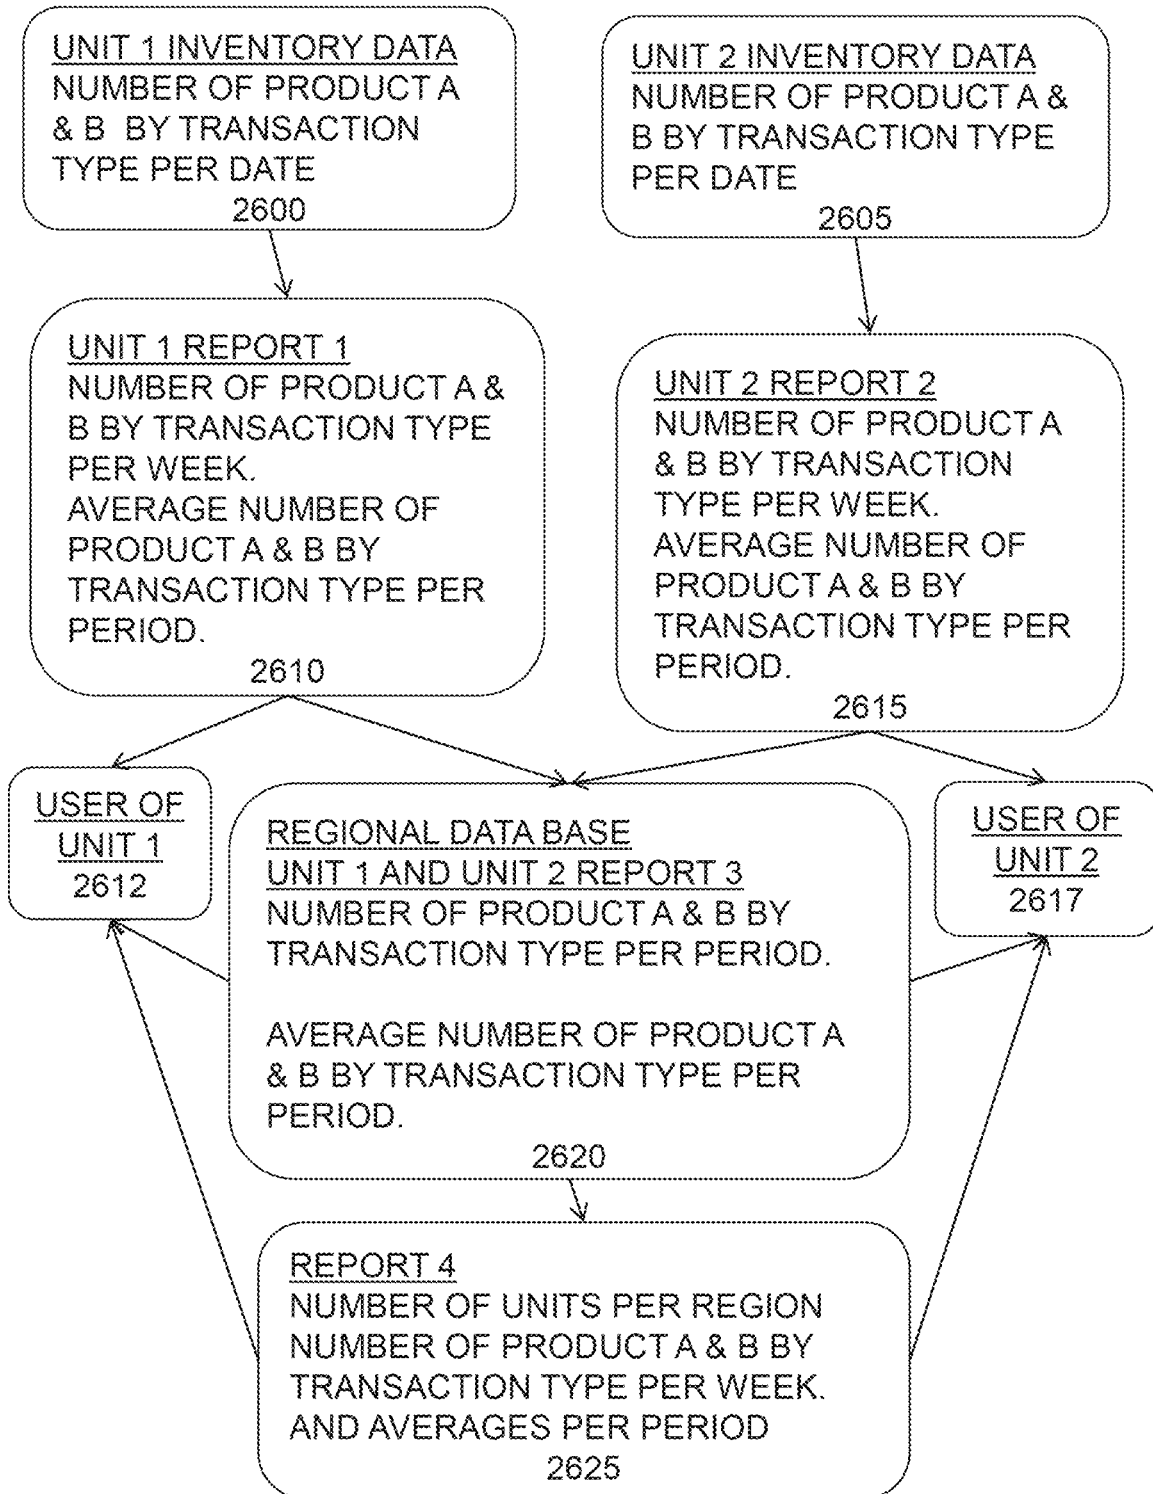 UNIT 1 INVENTORY DATA
NUMBER OF PRODUCT A
& B BY TRANSACTION
TYPE PER DATE
2600
UNIT 2 INVENTORY DATA
NUMBER OF PRODUCT A &
B BY TRANSACTION TYPE
PER DATE
2605
UNIT 1 REPORT 1
NUMBER OF PRODUCT A &
B BY TRANSACTION TYPE
PER WEEK.
AVERAGE NUMBER OF
PRODUCT A & B BY
TRANSACTION TYPE PER
PERIOD.
2610
UNIT 2 REPORT 2
NUMBER OF PRODUCT A
& B BY TRANSACTION
TYPE PER WEEK.
AVERAGE NUMBER OF
PRODUCT A & B BY
TRANSACTION TYPE PER
PERIOD.
2615
USER OF
UNIT 1
2612
REGIONAL DATA BASE
UNIT 1 AND UNIT 2 REPORT 3
NUMBER OF PRODUCT A & B BY
TRANSACTION TYPE PER PERIOD.
AVERAGE NUMBER OF PRODUCT A
& B BY TRANSACTION TYPE PER
PERIOD.
2620
USER OF
UNIT 2
2617
REPORT 4
NUMBER OF UNITS PER REGION
NUMBER OF PRODUCT A & B BY
TRANSACTION TYPE PER WEEK.
AND AVERAGES PER PERIOD
2625